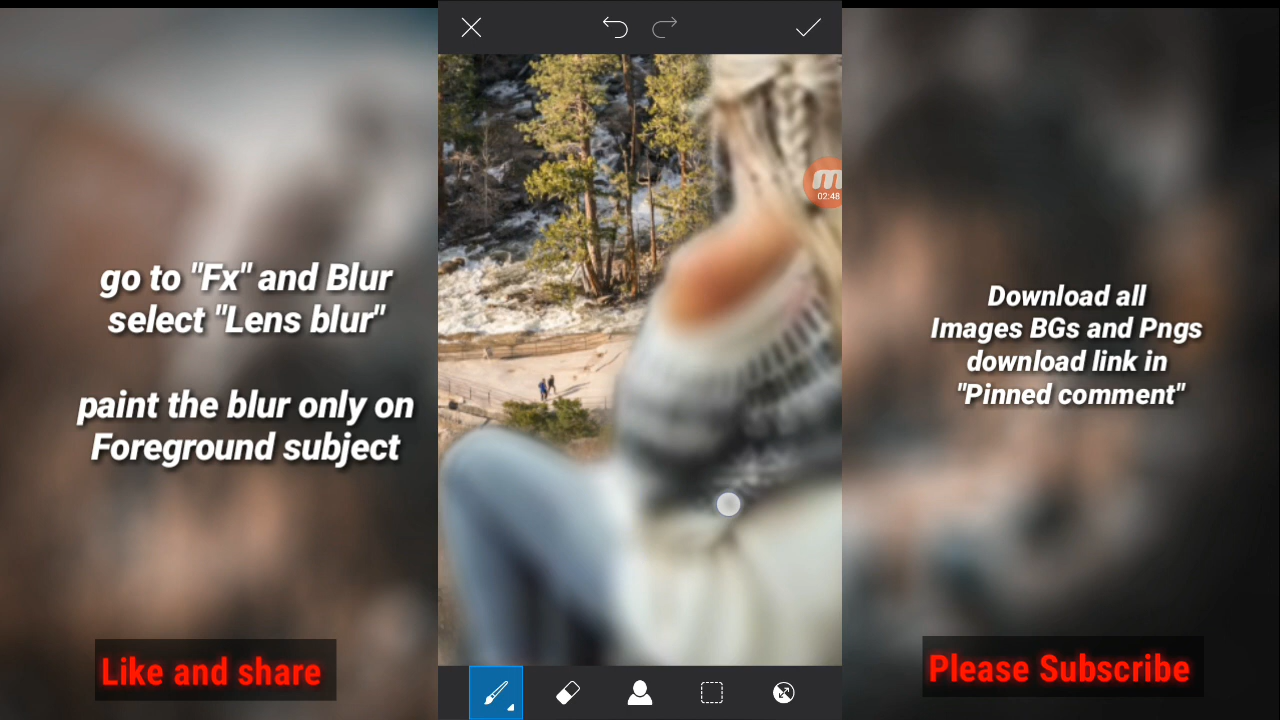 go to "Fx" and Blur
select "Lens blur"
paint the blur only on
Foreground subject
Like and share
02:48
Download all
Images BGs and Pngs
download link in
"Pinned comment"
Please Subscribe